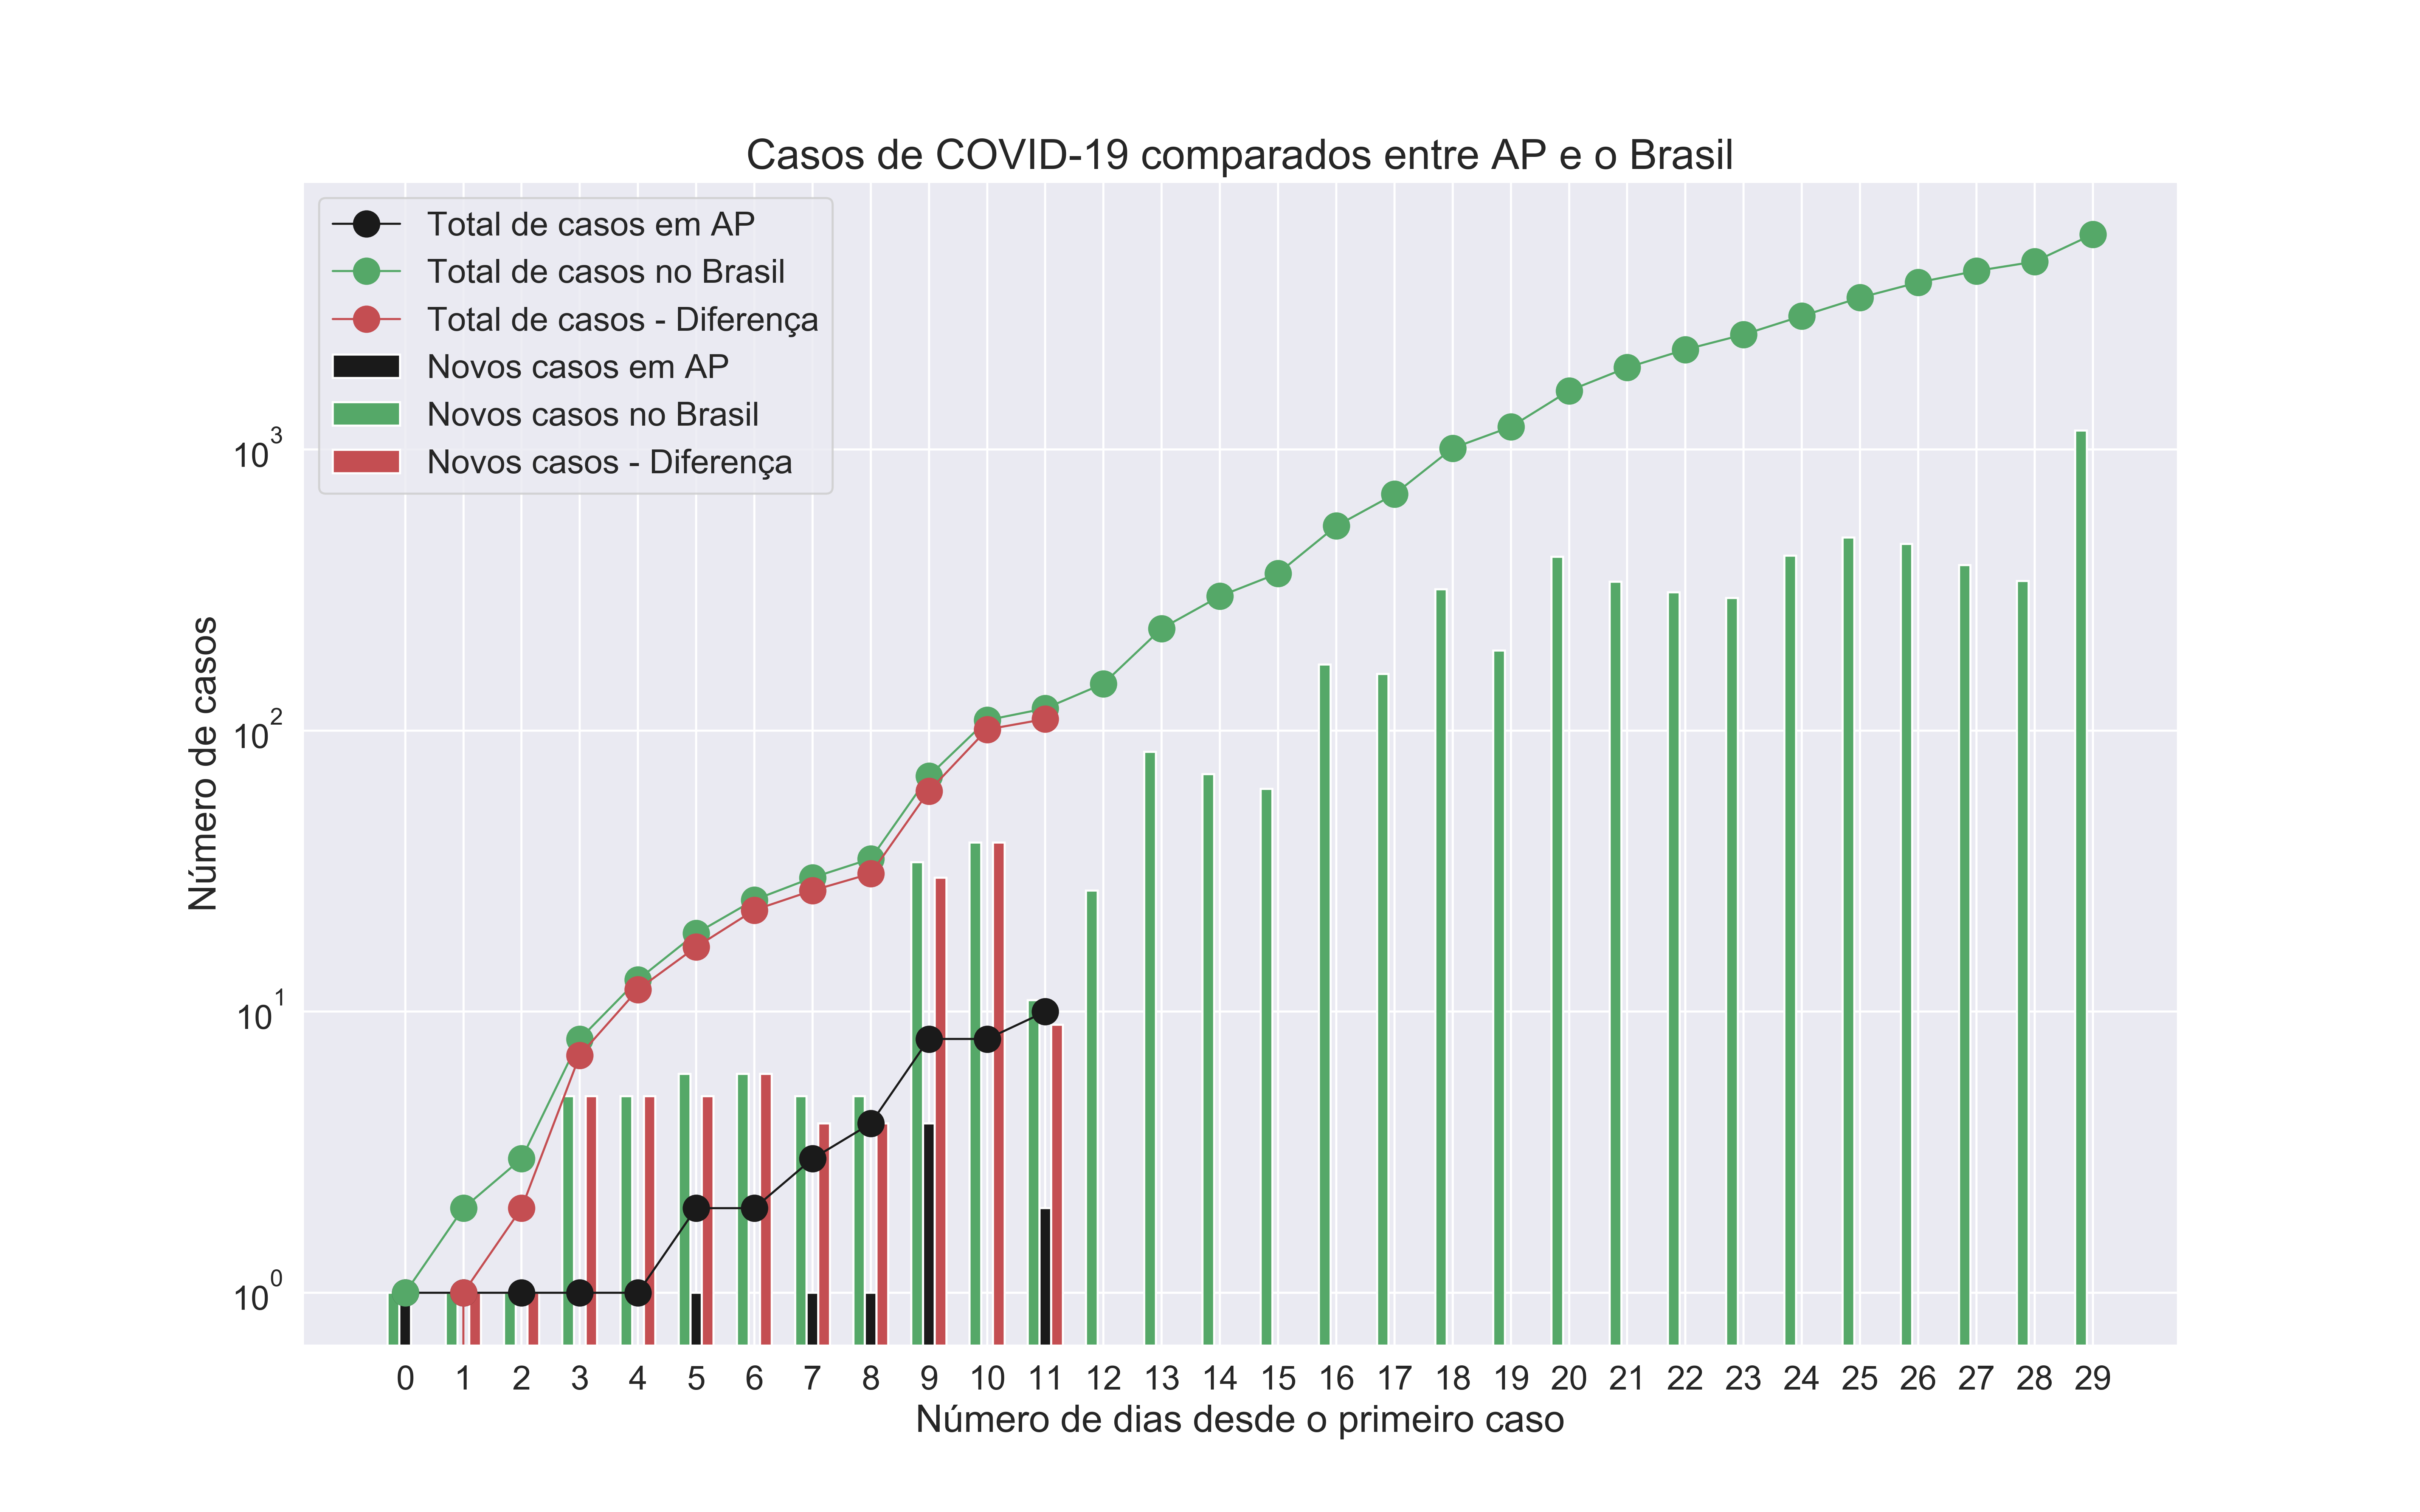 Casos de COVID-19 comparados entre AP e o Brasil
Total de casos em AP
Total de casos no Brasil
Total de casos - Diferença
Novos casos em AP
Novos casos no Brasil
Novos casos - Diferença
Número de casos
10^3
10^2
10^1
10^0
0 1 2 3 4 5 6 7 8 9 10 11 12 13 14 15 16 17 18 19 20 21 22 23 24 25 26 27 28 29
Número de dias desde o primeiro caso